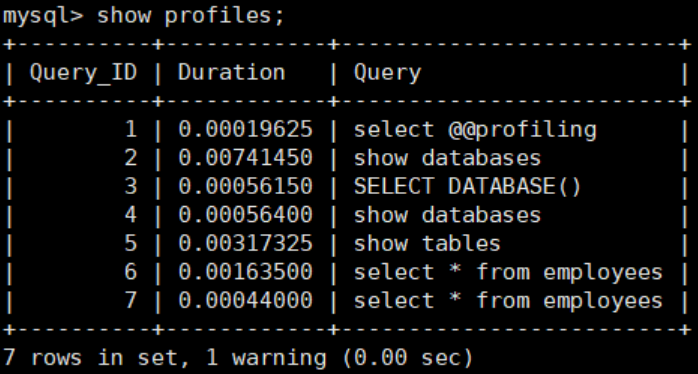 mysql> show profiles;
+----------+------------+-------------------------+
| Query_ID | Duration   | Query                   |
+----------+------------+-------------------------+
|        1 | 0.00019625 | select @@profiling      |
|        2 | 0.00741450 | show databases          |
|        3 | 0.00056150 | SELECT DATABASE()       |
|        4 | 0.00056400 | show databases          |
|        5 | 0.00317325 | show tables             |
|        6 | 0.00163500 | select * from employees |
|        7 | 0.00044000 | select * from employees |
+----------+------------+-------------------------+
7 rows in set, 1 warning (0.00 sec)